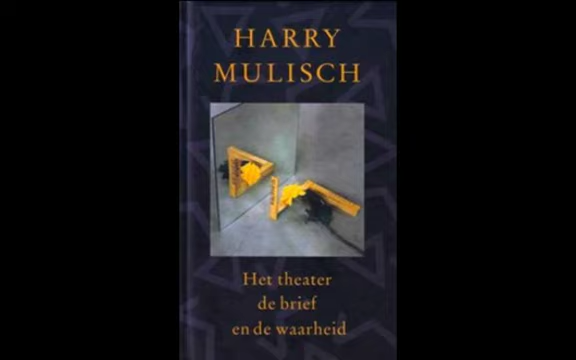 HARRY
MULISCH
Het theater
de brief
en de waarheid